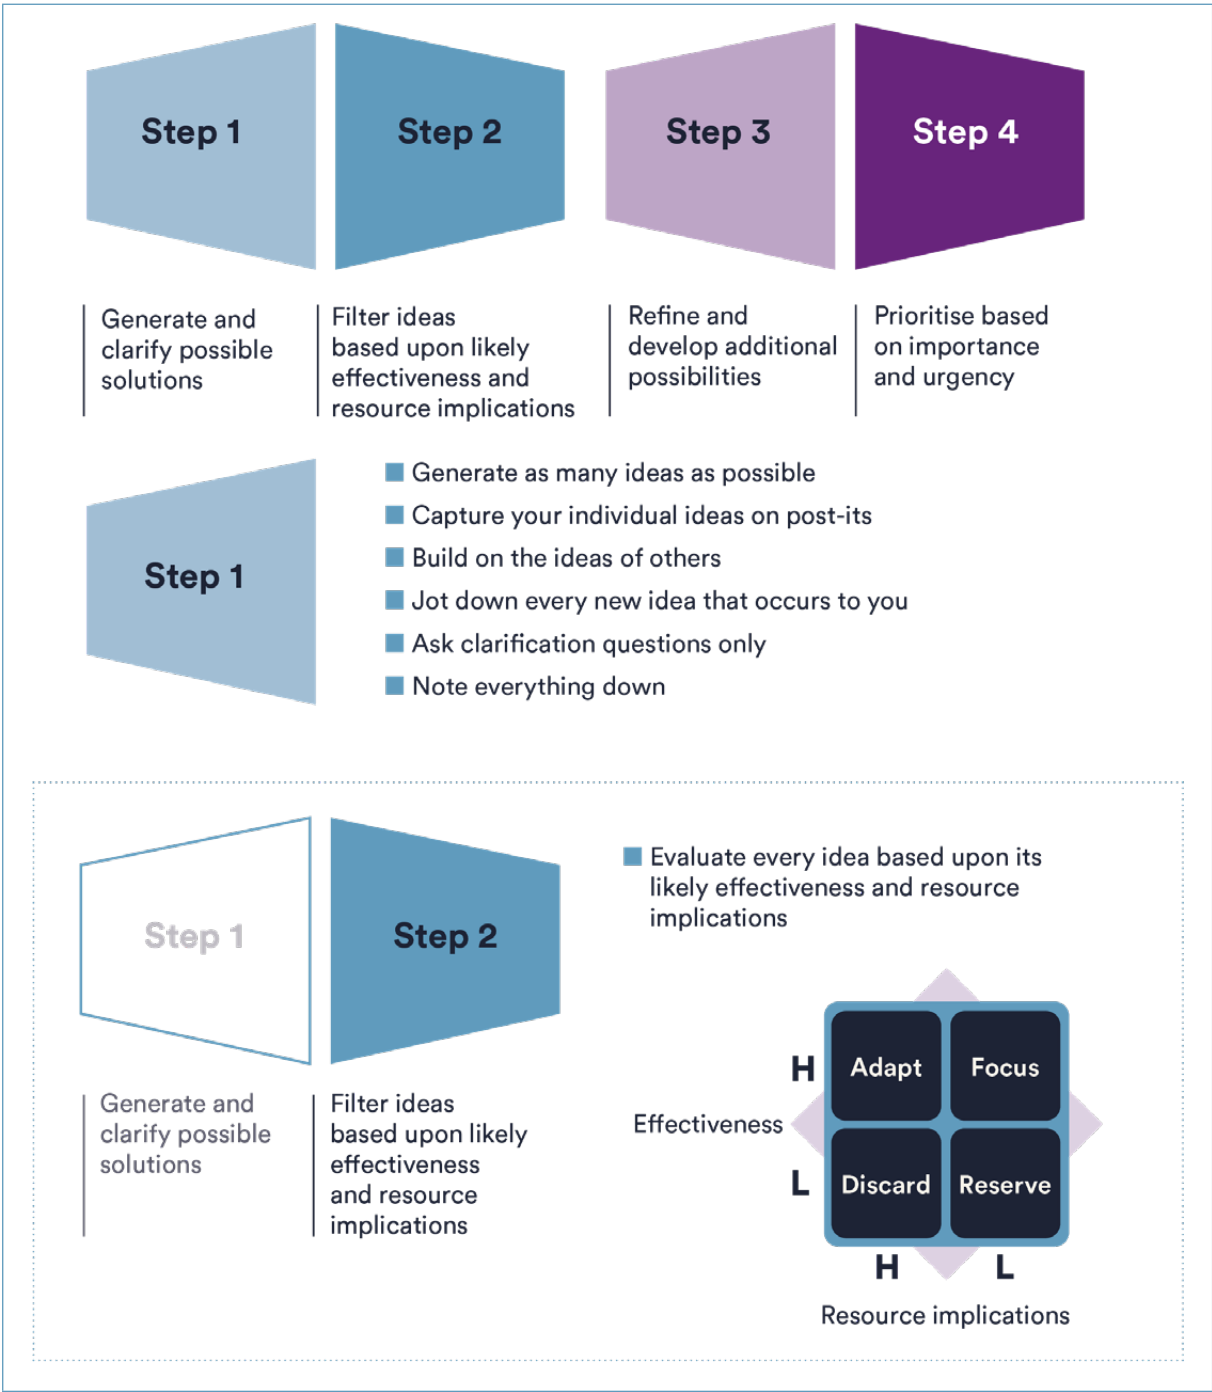 Step 1
Step 2
Step 3
Step 4
Generate and
clarify possible
solutions
Filter ideas
based upon likely
effectiveness and
resource implications
Refine and
develop additional
possibilities
Prioritise based
on importance
and urgency
Step 1
Generate as many ideas as possible
Capture your individual ideas on post-its
Build on the ideas of others
Jot down every new idea that occurs to you
Ask clarification questions only
Note everything down
Step 1
Step 2
Generate and
clarify possible
solutions
Filter ideas
based upon likely
effectiveness
and resource
implications
Evaluate every idea based upon its
likely effectiveness and resource
implications
H
Adapt
Focus
Effectiveness
L
Discard
Reserve
H
L
Resource implications